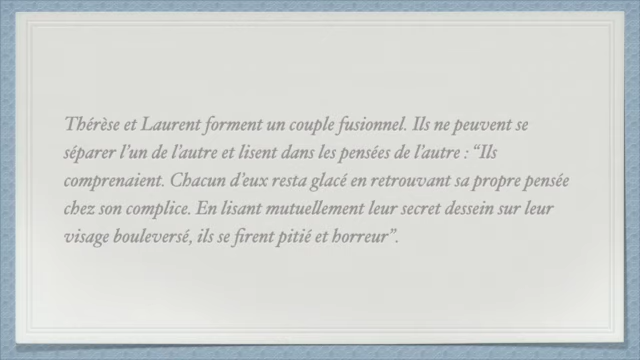 Thérèse et Laurent forment un couple fusionnel. Ils ne peuvent se
séparer l'un de l'autre et lisent dans les pensées de l'autre : “Ils
comprenaient. Chacun d'eux resta glacé en retrouvant sa propre pensée
chez son complice. En lisant mutuellement leur secret dessein sur leur
visage bouleversé, ils se firent pitié et horreur”.